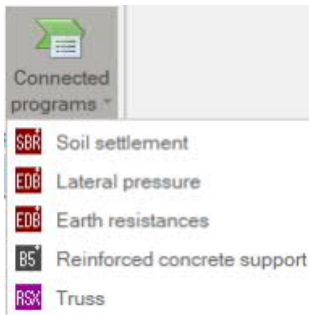 Connected
programs
SBR Soil settlement
EDB Lateral pressure
EDB Earth resistances
B5 Reinforced concrete support
RSX Truss